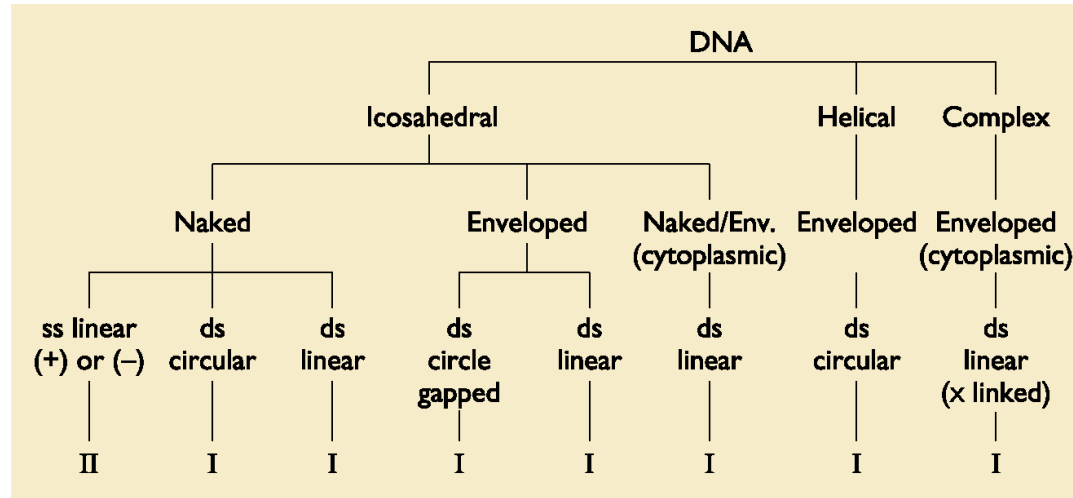 DNA
Icosahedral Helical Complex
Naked Enveloped Naked/Env. Enveloped Enveloped
(cytoplasmic) (cytoplasmic)
ss linear ds ds ds ds ds ds ds
(+) or (–) circular linear circle linear linear circular linear
gapped (x linked)
II I I I I I I I